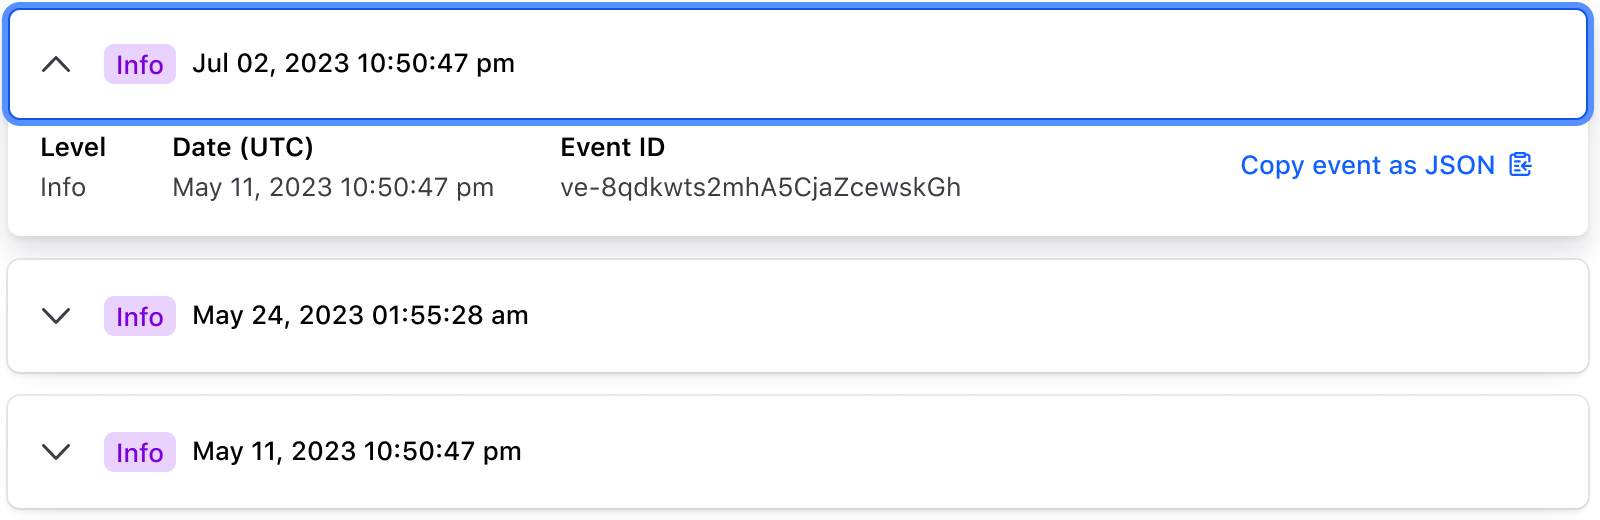 Info Jul 02, 2023 10:50:47 pm
Level Date (UTC) Event ID
Info May 11, 2023 10:50:47 pm ve-8qdkwts2mhA5CjaZcewskGh
Copy event as JSON
Info May 24, 2023 01:55:28 am
Info May 11, 2023 10:50:47 pm